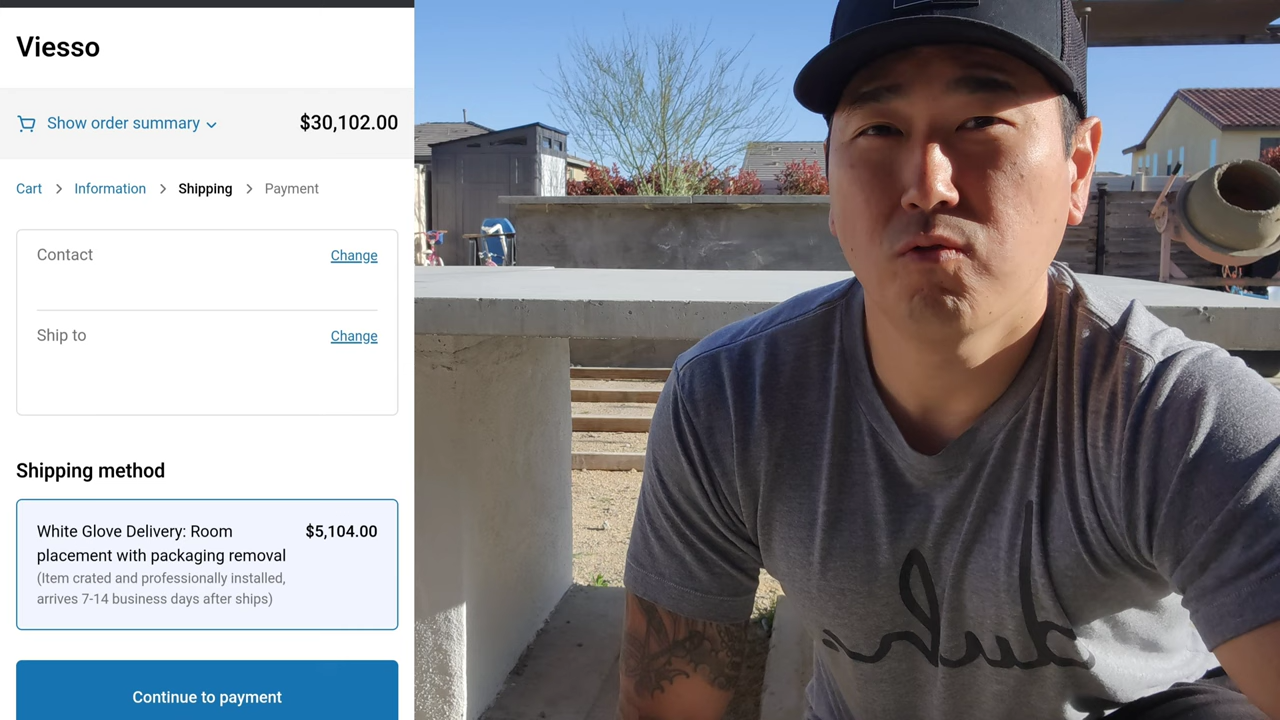 Viesso
Show order summary
$30,102.00
Cart > Information > Shipping > Payment
Contact
Change
Ship to
Change
Shipping method
White Glove Delivery: Room
$5,104.00
placement with packaging removal
(Item crated and professionally installed,
arrives 7-14 business days after ships)
Continue to payment